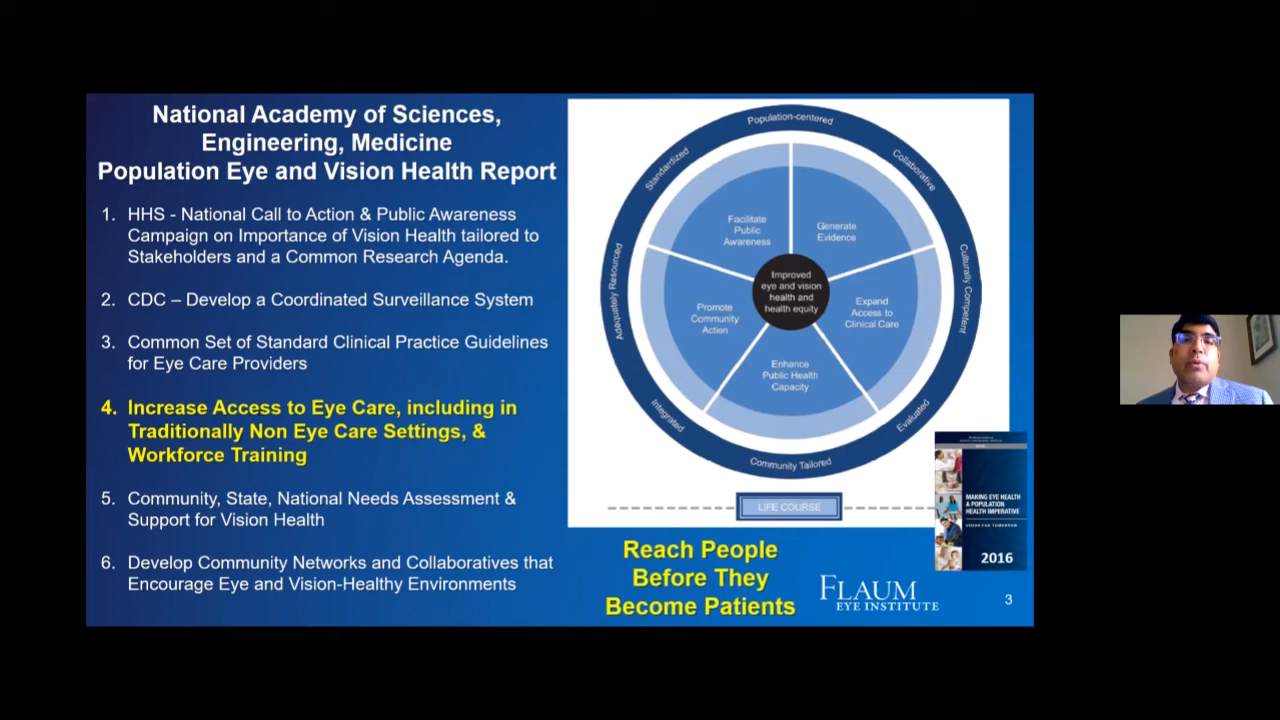 National Academy of Sciences,
Engineering, Medicine
Population Eye and Vision Health Report
1. HHS - National Call to Action & Public Awareness
Campaign on Importance of Vision Health tailored to
Stakeholders and a Common Research Agenda.
2. CDC – Develop a Coordinated Surveillance System
3. Common Set of Standard Clinical Practice Guidelines
for Eye Care Providers
4. Increase Access to Eye Care, including in
Traditionally Non Eye Care Settings, &
Workforce Training
5. Community, State, National Needs Assessment &
Support for Vision Health
6. Develop Community Networks and Collaboratives that
Encourage Eye and Vision-Healthy Environments
Population-centered
Collaborative
Culturally Competent
Evaluated
Community Tailored
Integrated
Adequately Resourced
Standardized
Facilitate
Public
Awareness
Generate
Evidence
Promote
Community
Action
Improved
eye and vision
health and
health equity
Expand
Access to
Clinical Care
Enhance
Public Health
Capacity
LIFE COURSE
MAKING EYE HEALTH
A POPULATION
HEALTH IMPERATIVE
VISION FOR TOMORROW
2016
Reach People
Before They
Become Patients
FLAUM
EYE INSTITUTE
3